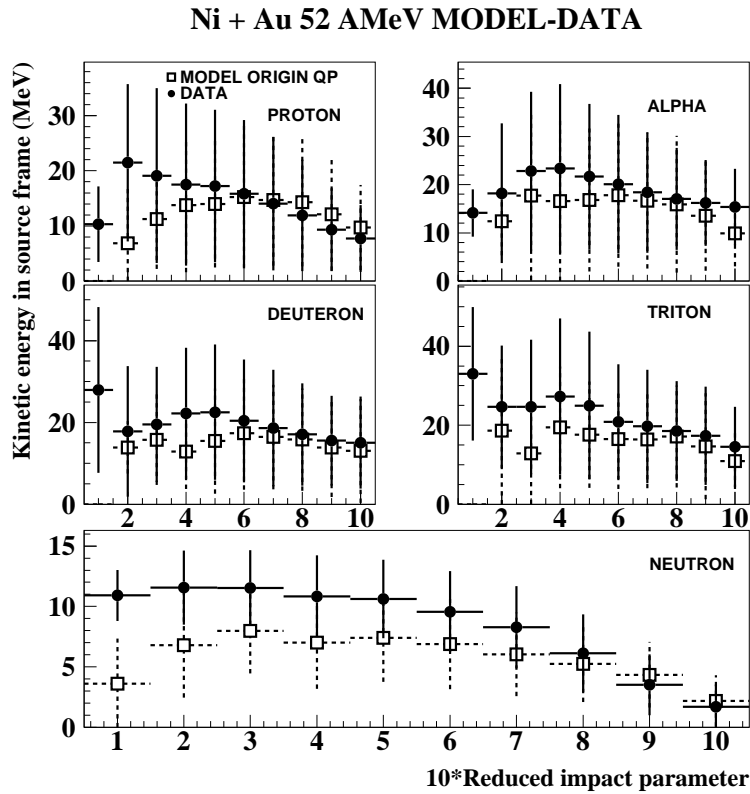 Ni + Au 52 AMeV MODEL-DATA
Kinetic energy in source frame (MeV)
MODEL ORIGIN QP
DATA
PROTON
30
20
10
0
ALPHA
40
30
20
10
0
DEUTERON
40
20
0
2 4 6 8 10
TRITON
40
20
0
2 4 6 8 10
NEUTRON
15
10
5
0
1 2 3 4 5 6 7 8 9 10
10*Reduced impact parameter